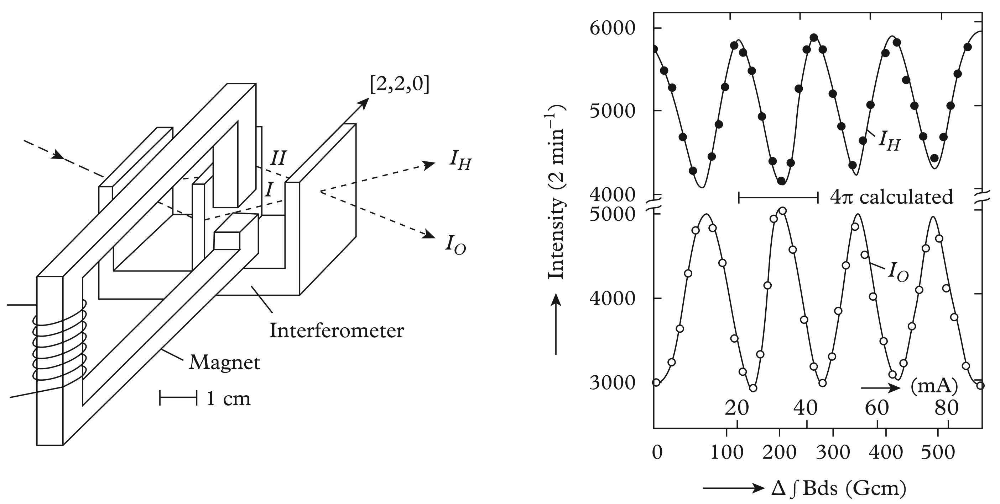 [2,2,0]
II
I
I_H
I_O
Interferometer
Magnet
1 cm
Intensity (2 min⁻¹)
6000
5000
4000
5000
4000
3000
I_H
4π calculated
I_O
(mA)
20 40 60 80
0 100 200 300 400 500
Δ ∫ Bds (Gcm)